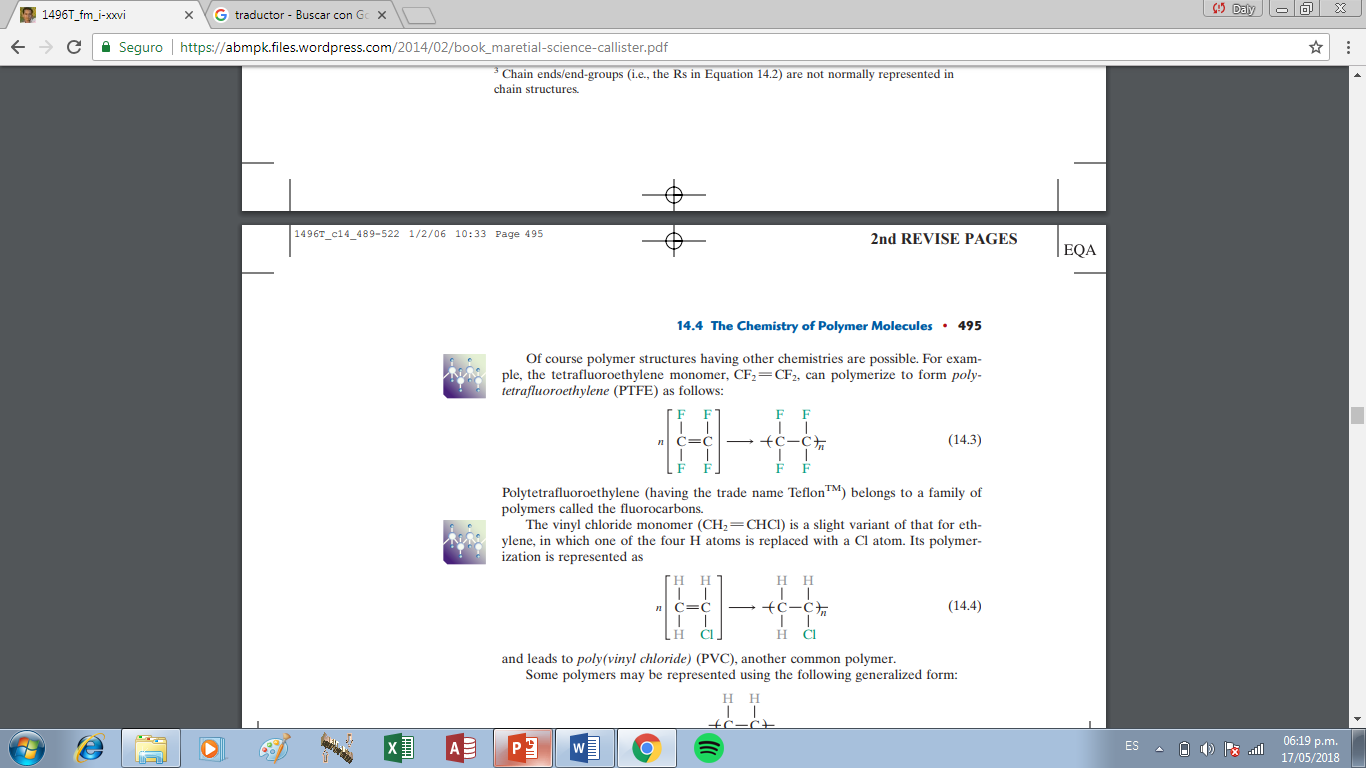 1496T_fm_i-xxvi
traductor - Buscar con Go
Daly
Seguro
https://abmpk.files.wordpress.com/2014/02/book_maretial-science-callister.pdf
3 Chain ends/end-groups (i.e., the Rs in Equation 14.2) are not normally represented in
chain structures.
1496T_c14_489-522 1/2/06 10:33 Page 495
2nd REVISE PAGES
EQA
14.4 The Chemistry of Polymer Molecules • 495
Of course polymer structures having other chemistries are possible. For exam-
ple, the tetrafluoroethylene monomer, CF₂=CF₂, can polymerize to form poly-
tetrafluoroethylene (PTFE) as follows:
F F F F
n C=C C—C n (14.3)
F F F F
Polytetrafluoroethylene (having the trade name Teflon™) belongs to a family of
polymers called the fluorocarbons.
The vinyl chloride monomer (CH₂=CHCl) is a slight variant of that for eth-
ylene, in which one of the four H atoms is replaced with a Cl atom. Its polymer-
ization is represented as
H H H H
n C=C C—C n (14.4)
H Cl H Cl
and leads to poly(vinyl chloride) (PVC), another common polymer.
Some polymers may be represented using the following generalized form:
H H
C—C
ES
06:19 p.m.
17/05/2018